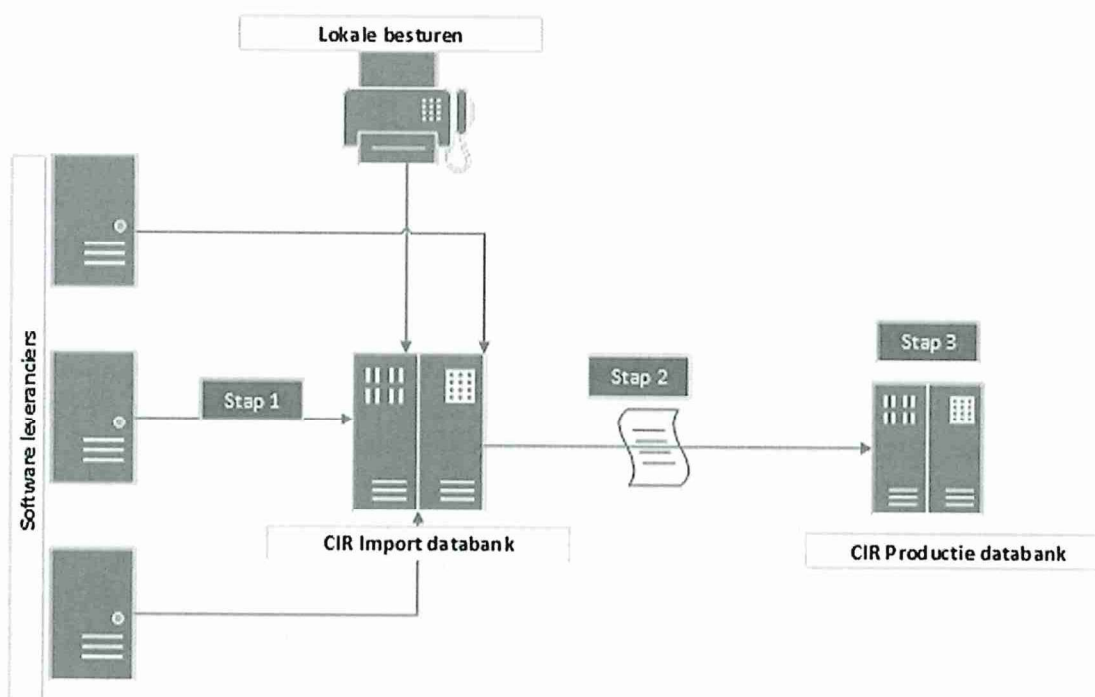 Lokale besturen
Software leveranciers
Stap 1
Stap 2
Stap 3
CIR Import databank
CIR Productie databank